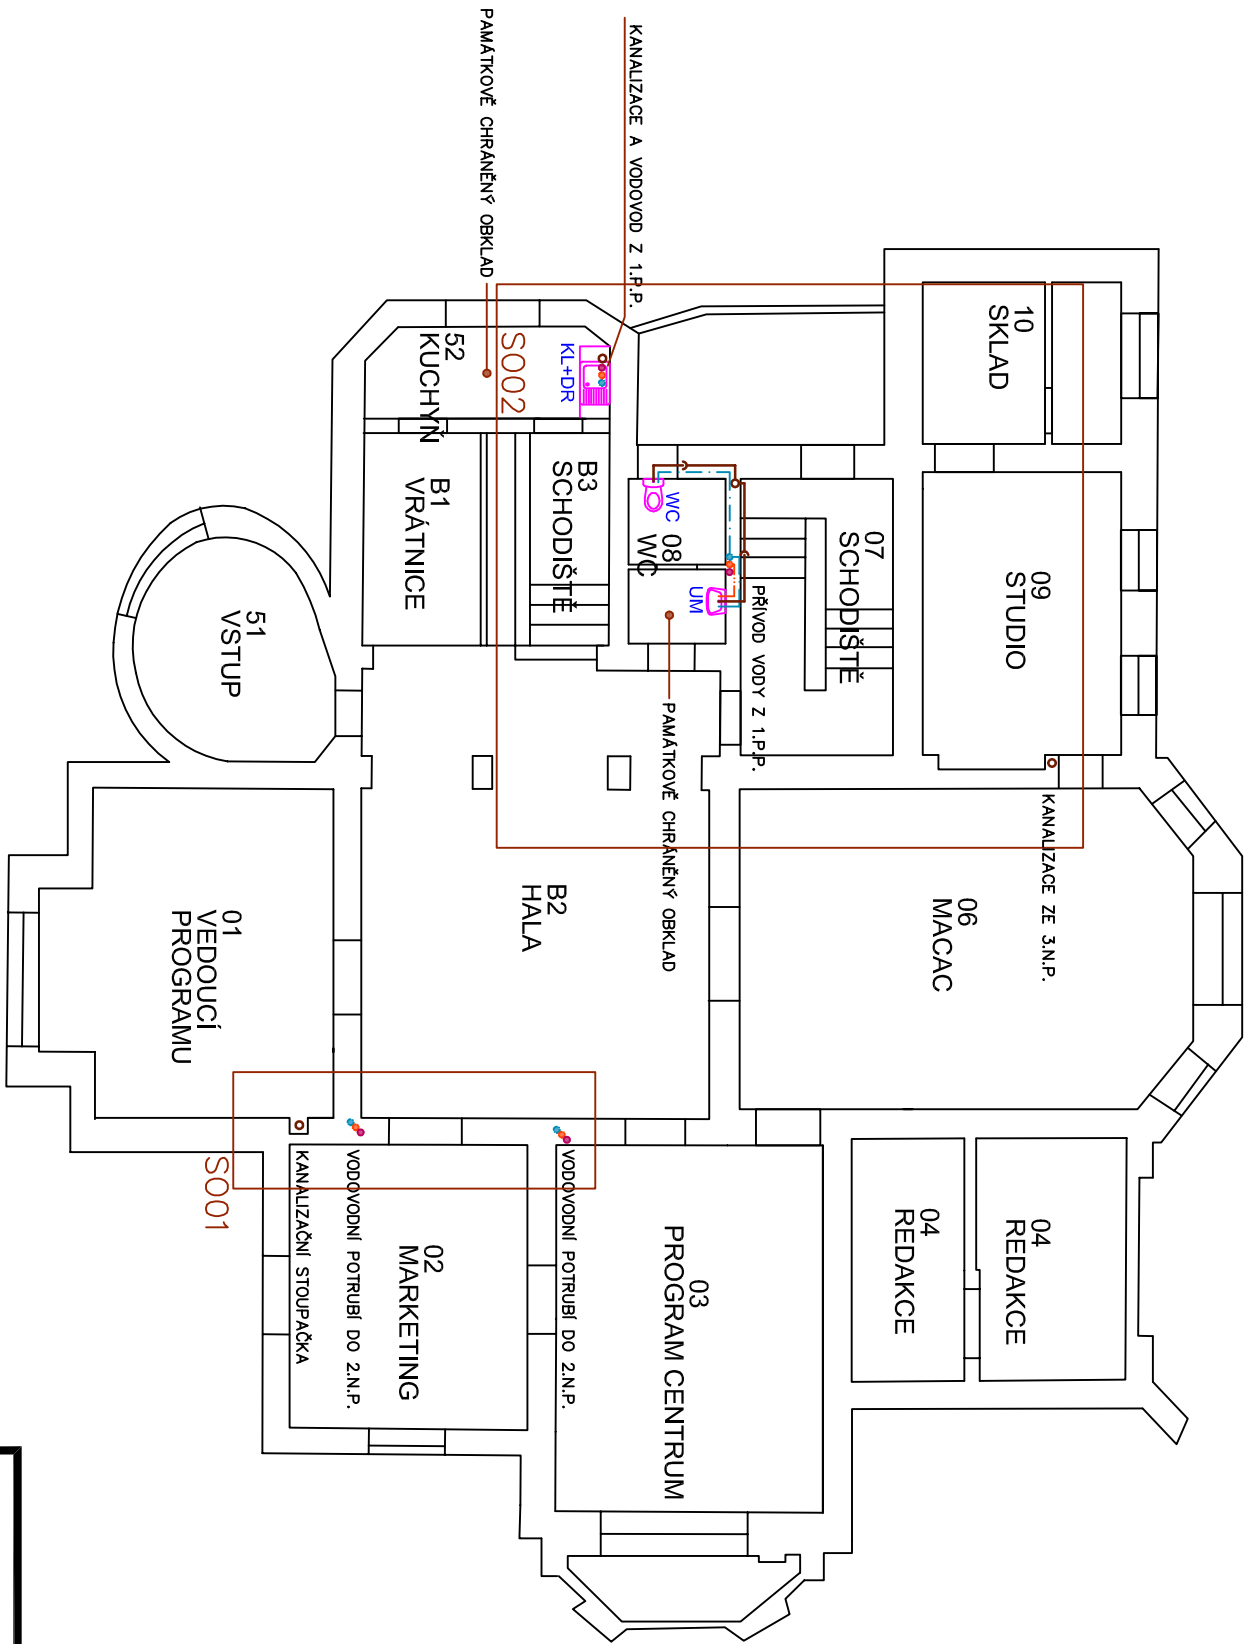 KANALIZACE A VODOVOD Z 1.P.P.
PAMÁTKOVĚ CHRÁNĚNÝ OBKLAD
10
SKLAD
52
KUCHYŇ
S002
KL+DR
B3
SCHODIŠTĚ
B1
VRÁTNICE
WC
08
WC
UM
07
SCHODIŠTĚ
09
STUDIO
PŘÍVOD VODY Z 1.P.P.
PAMÁTKOVĚ CHRÁNĚNÝ OBKLAD
51
VSTUP
KANALIZACE ZE 3.N.P.
06
MACAC
B2
HALA
01
VEDOUCÍ
PROGRAMU
S001
KANALIZAČNÍ STOUPAČKA
VODOVODNÍ POTRUBÍ DO 2.N.P.
VODOVODNÍ POTRUBÍ DO 2.N.P.
02
MARKETING
03
PROGRAM CENTRUM
04
REDAKCE
04
REDAKCE